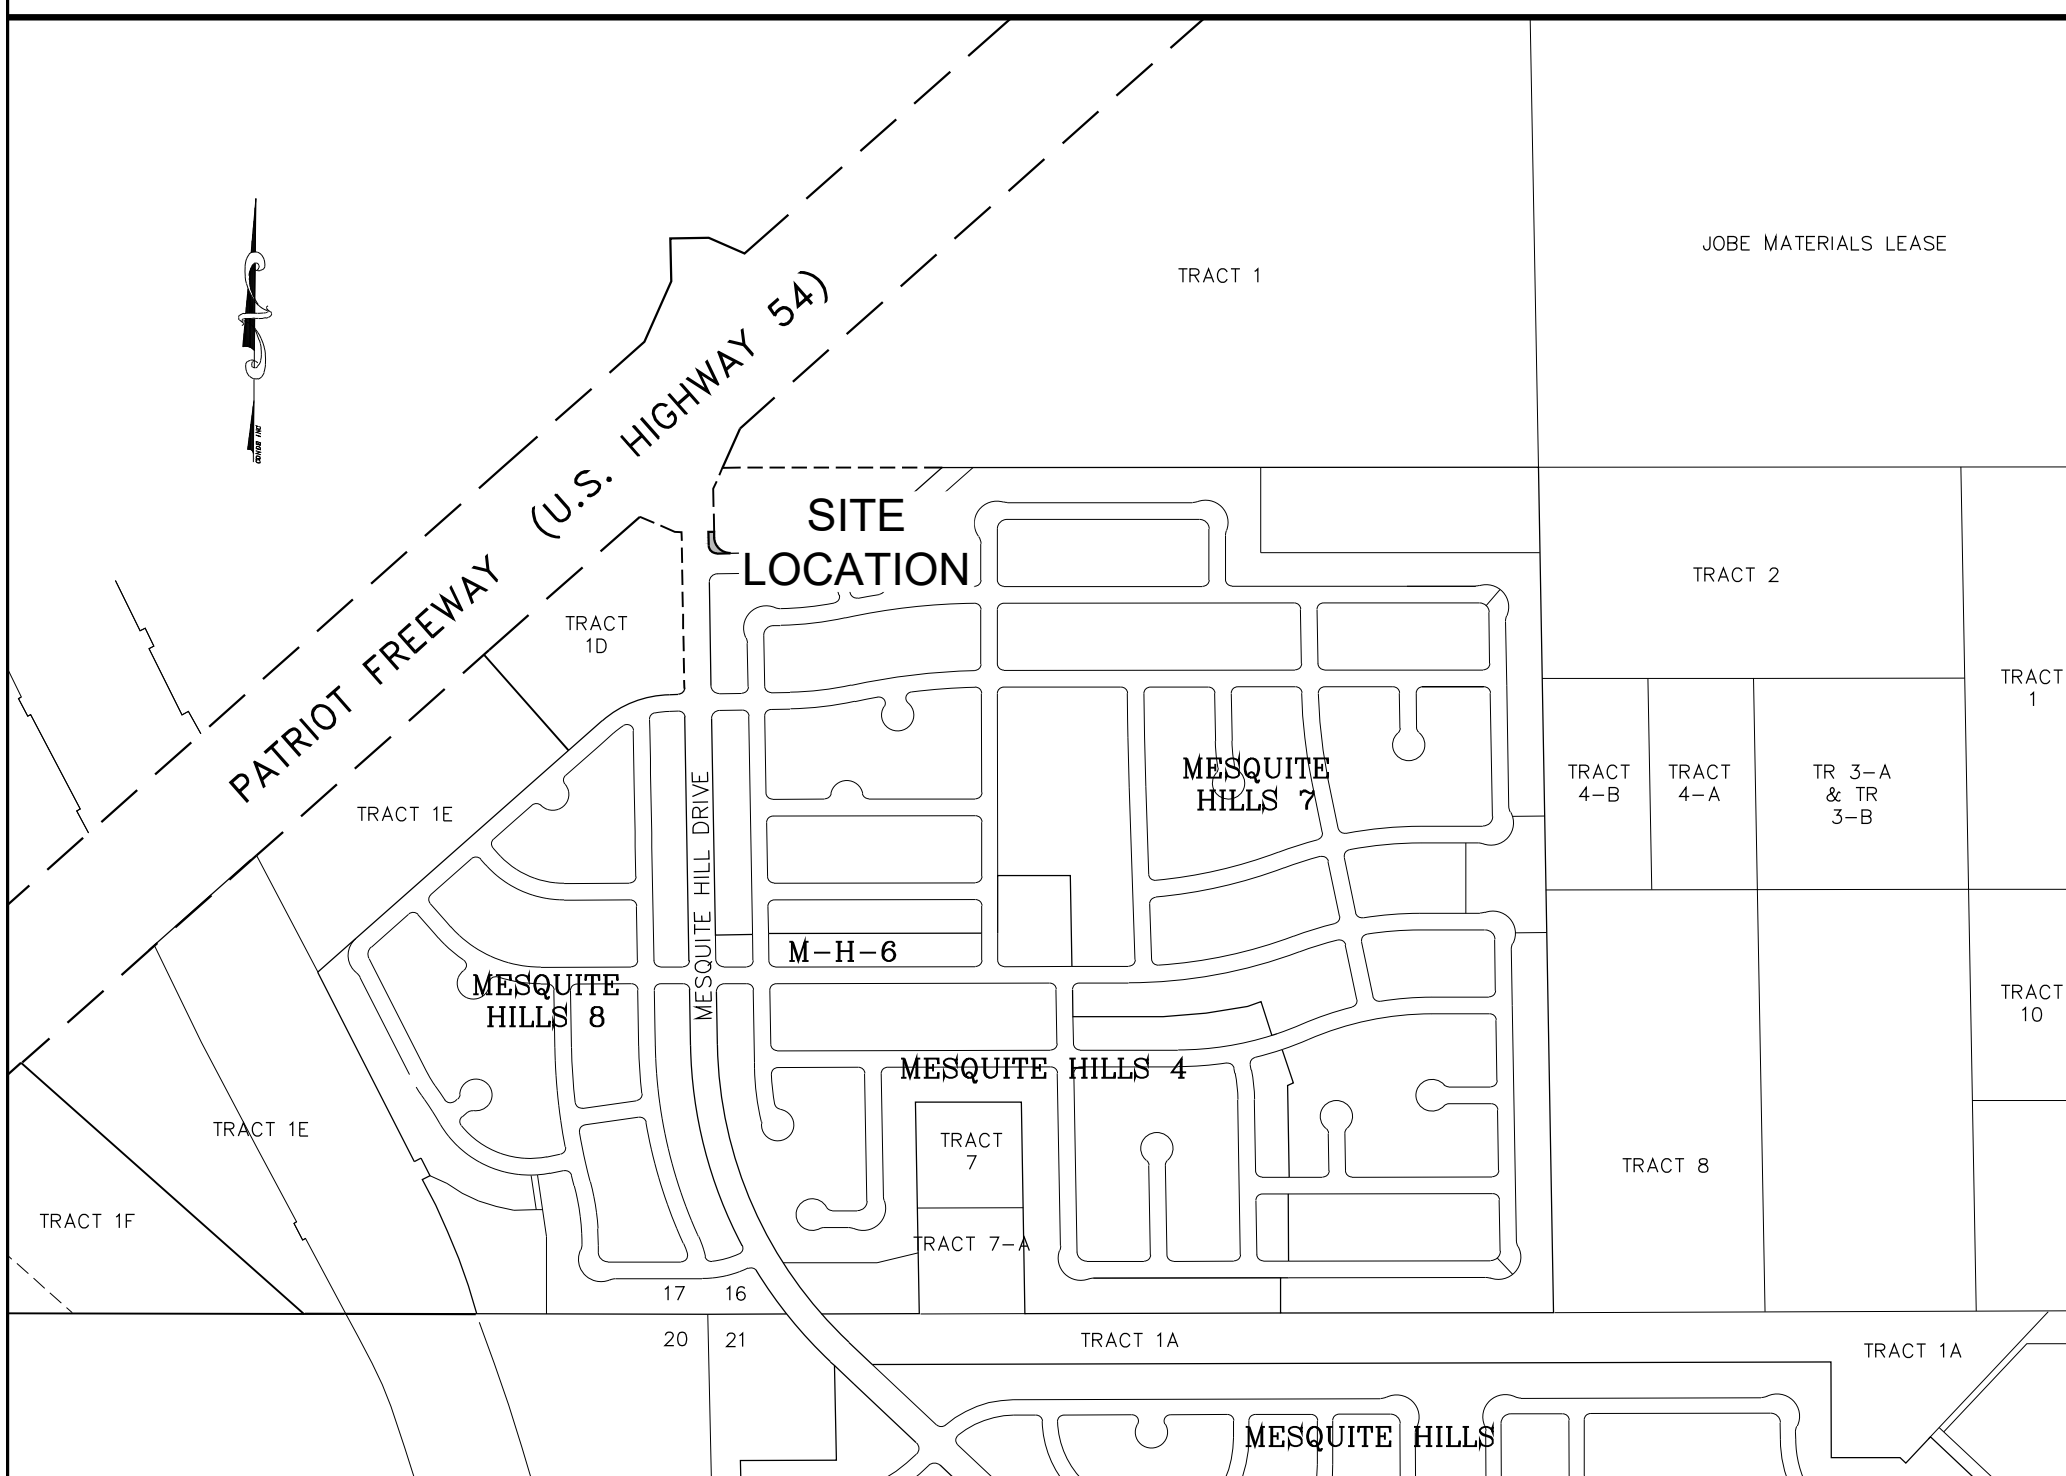 JOBE MATERIALS LEASE
TRACT 1
PATRIOT FREEWAY (U.S. HIGHWAY 54)
CONDE INC
SITE
LOCATION
TRACT 2
TRACT
1D
TRACT
1
TRACT 1E
MESQUITE HILL DRIVE
MESQUITE
HILLS 7
TRACT
4-B
TRACT
4-A
TR 3-A
& TR
3-B
M-H-6
MESQUITE
HILLS 8
TRACT
10
MESQUITE HILLS 4
TRACT 1E
TRACT
7
TRACT 8
TRACT 1F
TRACT 7-A
17
16
20
21
TRACT 1A
TRACT 1A
MESQUITE HILLS